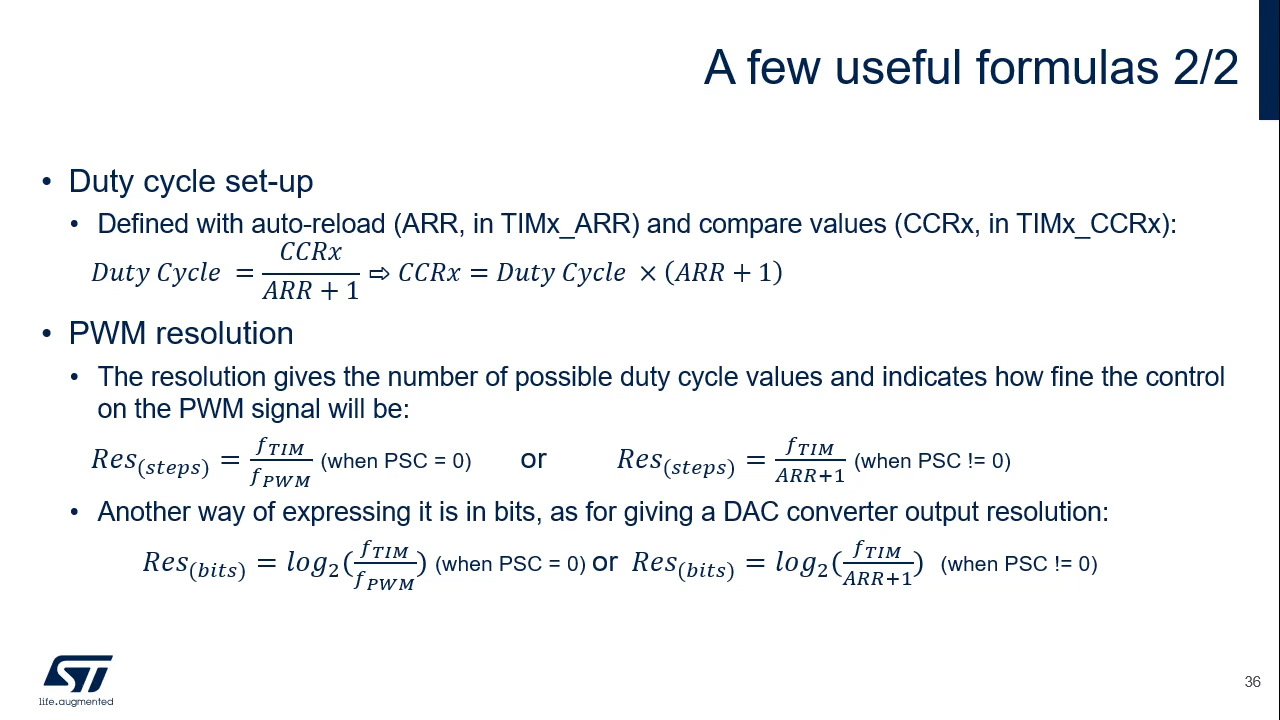 A few useful formulas 2/2
• Duty cycle set-up
• Defined with auto-reload (ARR, in TIMx_ARR) and compare values (CCRx, in TIMx_CCRx):
Duty Cycle = CCRx / ARR + 1 ⇨ CCRx = Duty Cycle × (ARR + 1)
• PWM resolution
• The resolution gives the number of possible duty cycle values and indicates how fine the control
on the PWM signal will be:
Res(steps) = fTIM / fPWM (when PSC = 0) or Res(steps) = fTIM / ARR+1 (when PSC != 0)
• Another way of expressing it is in bits, as for giving a DAC converter output resolution:
Res(bits) = log2(fTIM / fPWM) (when PSC = 0) or Res(bits) = log2(fTIM / ARR+1) (when PSC != 0)
ST
life.augmented
36